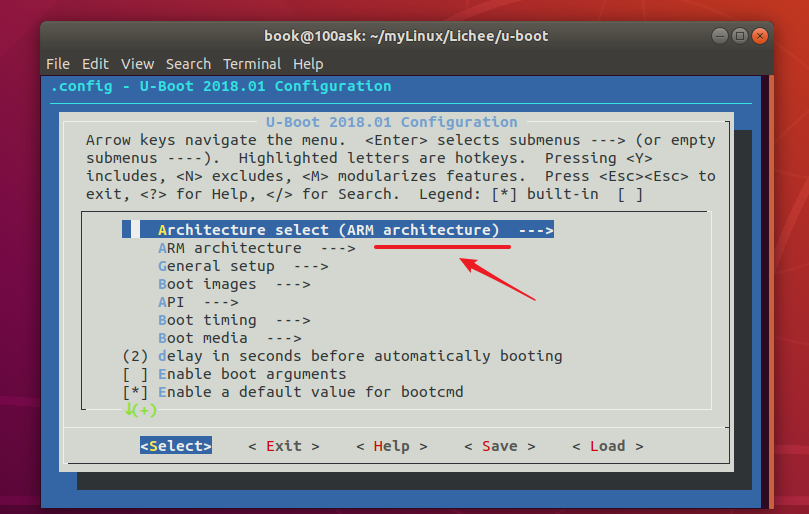 book@100ask: ~/myLinux/Lichee/u-boot
File Edit View Search Terminal Help
.config - U-Boot 2018.01 Configuration
U-Boot 2018.01 Configuration
Arrow keys navigate the menu. <Enter> selects submenus ---> (or empty
submenus ----). Highlighted letters are hotkeys. Pressing <Y>
includes, <N> excludes, <M> modularizes features. Press <Esc><Esc> to
exit, <?> for Help, </> for Search. Legend: [*] built-in [ ]
Architecture select (ARM architecture) --->
ARM architecture --->
General setup --->
Boot images --->
API --->
Boot timing --->
Boot media --->
(2) delay in seconds before automatically booting
[ ] Enable boot arguments
[*] Enable a default value for bootcmd
↓(+)
<Select> < Exit > < Help > < Save > < Load >